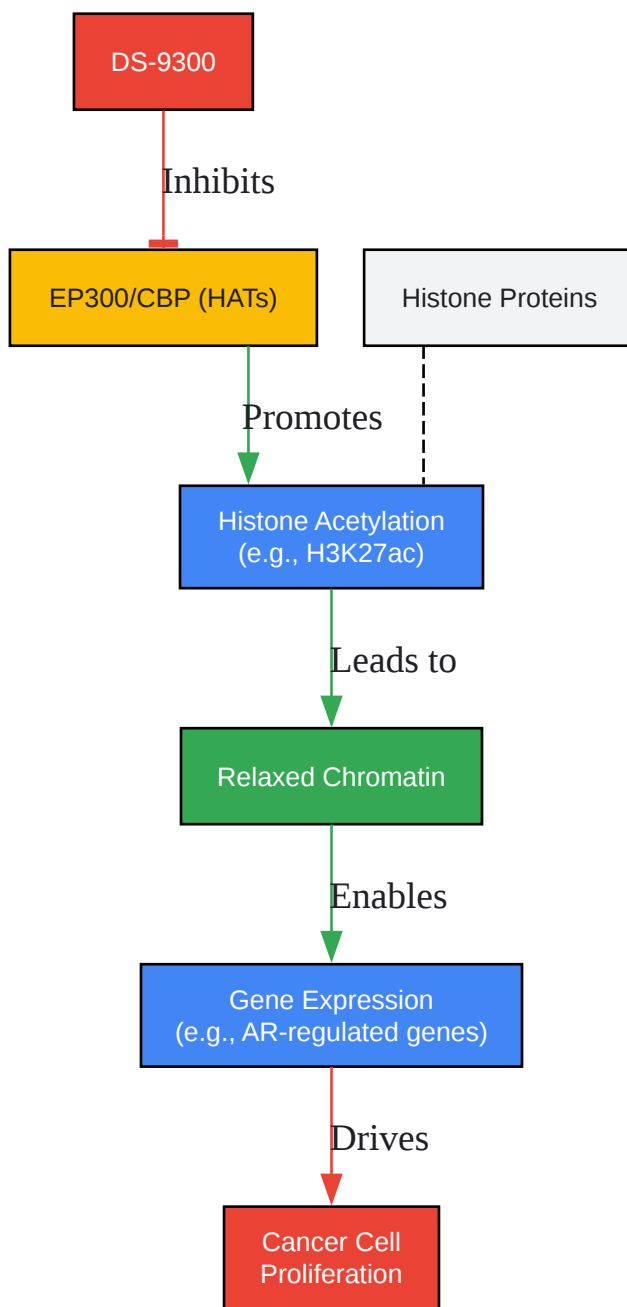 DS-9300
Inhibits
EP300/CBP (HATs)
Histone Proteins
Promotes
Histone Acetylation
(e.g., H3K27ac)
Leads to
Relaxed Chromatin
Enables
Gene Expression
(e.g., AR-regulated genes)
Drives
Cancer Cell
Proliferation